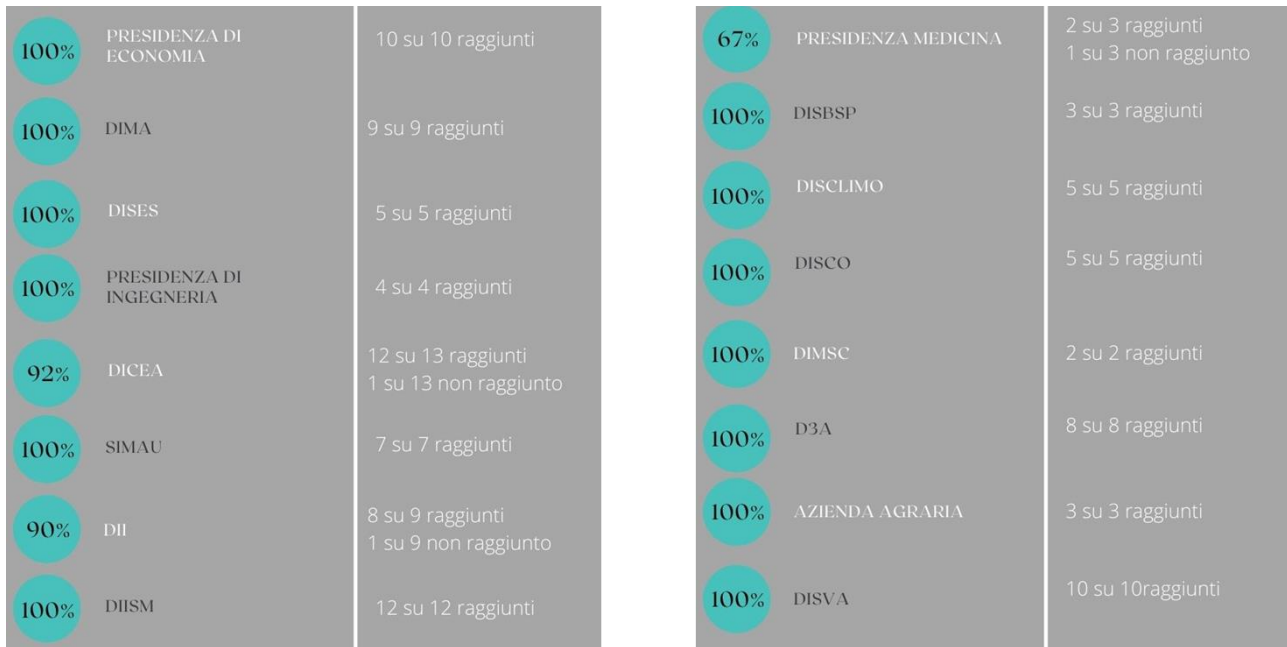 100% PRESIDENZA DI ECONOMIA 10 su 10 raggiunti
100% DIMA 9 su 9 raggiunti
100% DISES 5 su 5 raggiunti
100% PRESIDENZA DI INGEGNERIA 4 su 4 raggiunti
92% DICEA 12 su 13 raggiunti
1 su 13 non raggiunto
100% SIMAU 7 su 7 raggiunti
90% DII 8 su 9 raggiunti
1 su 9 non raggiunto
100% DIISM 12 su 12 raggiunti
67% PRESIDENZA MEDICINA 2 su 3 raggiunti
1 su 3 non raggiunto
100% DISBSP 3 su 3 raggiunti
100% DISCLIMO 5 su 5 raggiunti
100% DISCO 5 su 5 raggiunti
100% DIMSC 2 su 2 raggiunti
100% D3A 8 su 8 raggiunti
100% AZIENDA AGRARIA 3 su 3 raggiunti
100% DISVA 10 su 10raggiunti